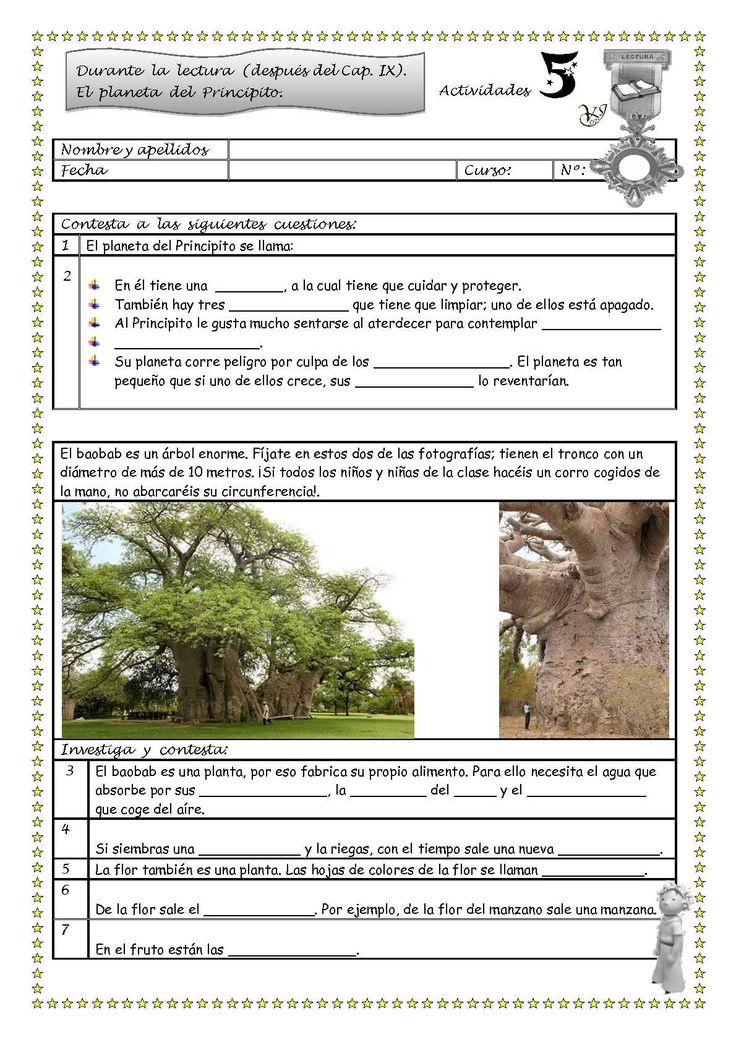 Durante la lectura (después del Cap. IX).
El planeta del Principito.
Actividades 5
LECTURA
Nombre y apellidos
Fecha Curso: Nº:
Contesta a las siguientes cuestiones:
1 El planeta del Principito se llama:
2
En él tiene una ________, a la cual tiene que cuidar y proteger.
También hay tres ______________ que tiene que limpiar; uno de ellos está apagado.
Al Principito le gusta mucho sentarse al aterdecer para contemplar ______________
_________________.
Su planeta corre peligro por culpa de los ________________. El planeta es tan
pequeño que si uno de ellos crece, sus ______________ lo reventarían.
El baobab es un árbol enorme. Fíjate en estos dos de las fotografías; tienen el tronco con un
diámetro de más de 10 metros. ¡Si todos los niños y niñas de la clase hacéis un corro cogidos de
la mano, no abarcaréis su circunferencia!.
Investiga y contesta:
3 El baobab es una planta, por eso fabrica su propio alimento. Para ello necesita el agua que
absorbe por sus _______________, la _________ del _____ y el ______________
que coge del aíre.
4
Si siembras una ____________ y la riegas, con el tiempo sale una nueva ____________.
5 La flor también es una planta. Las hojas de colores de la flor se llaman ____________.
6
De la flor sale el _____________. Por ejemplo, de la flor del manzano sale una manzana.
7
En el fruto están las _______________.